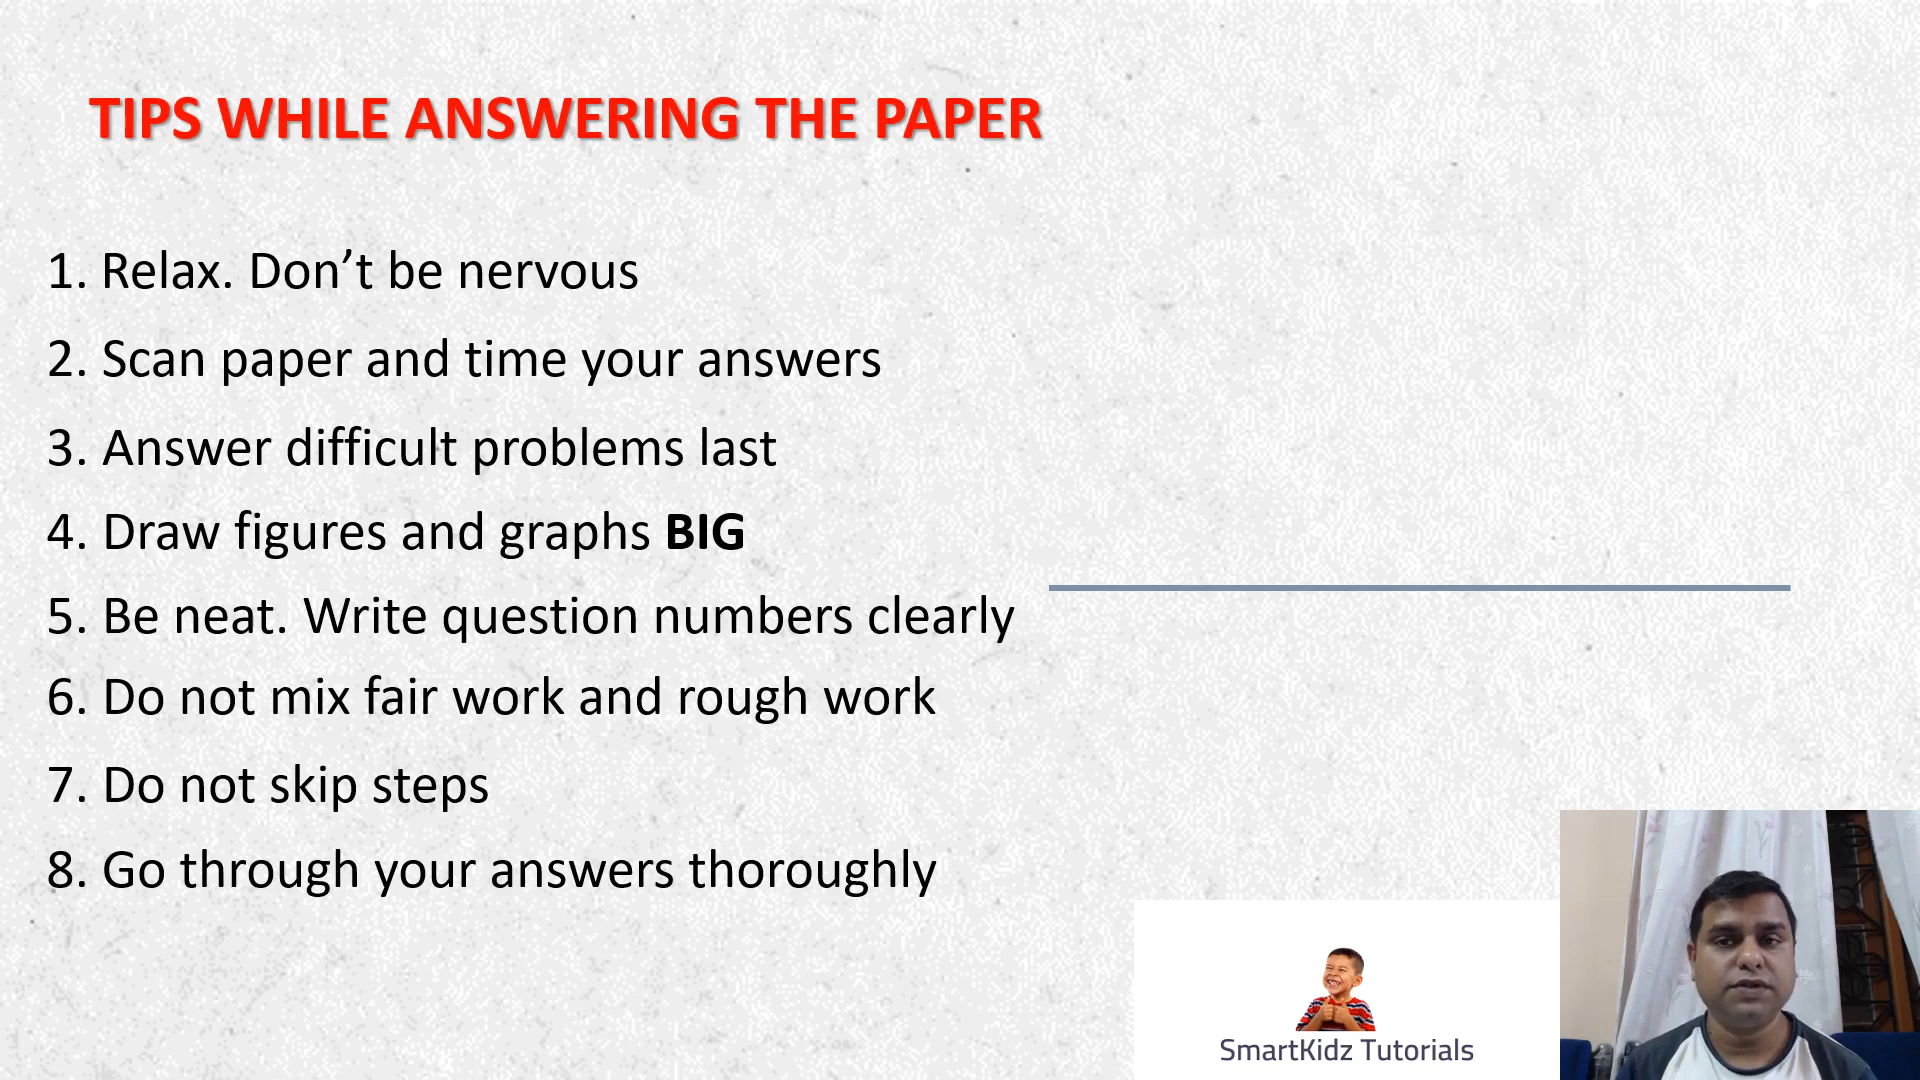 TIPS WHILE ANSWERING THE PAPER
1. Relax. Don’t be nervous
2. Scan paper and time your answers
3. Answer difficult problems last
4. Draw figures and graphs BIG
5. Be neat. Write question numbers clearly
6. Do not mix fair work and rough work
7. Do not skip steps
8. Go through your answers thoroughly
SmartKidz Tutorials